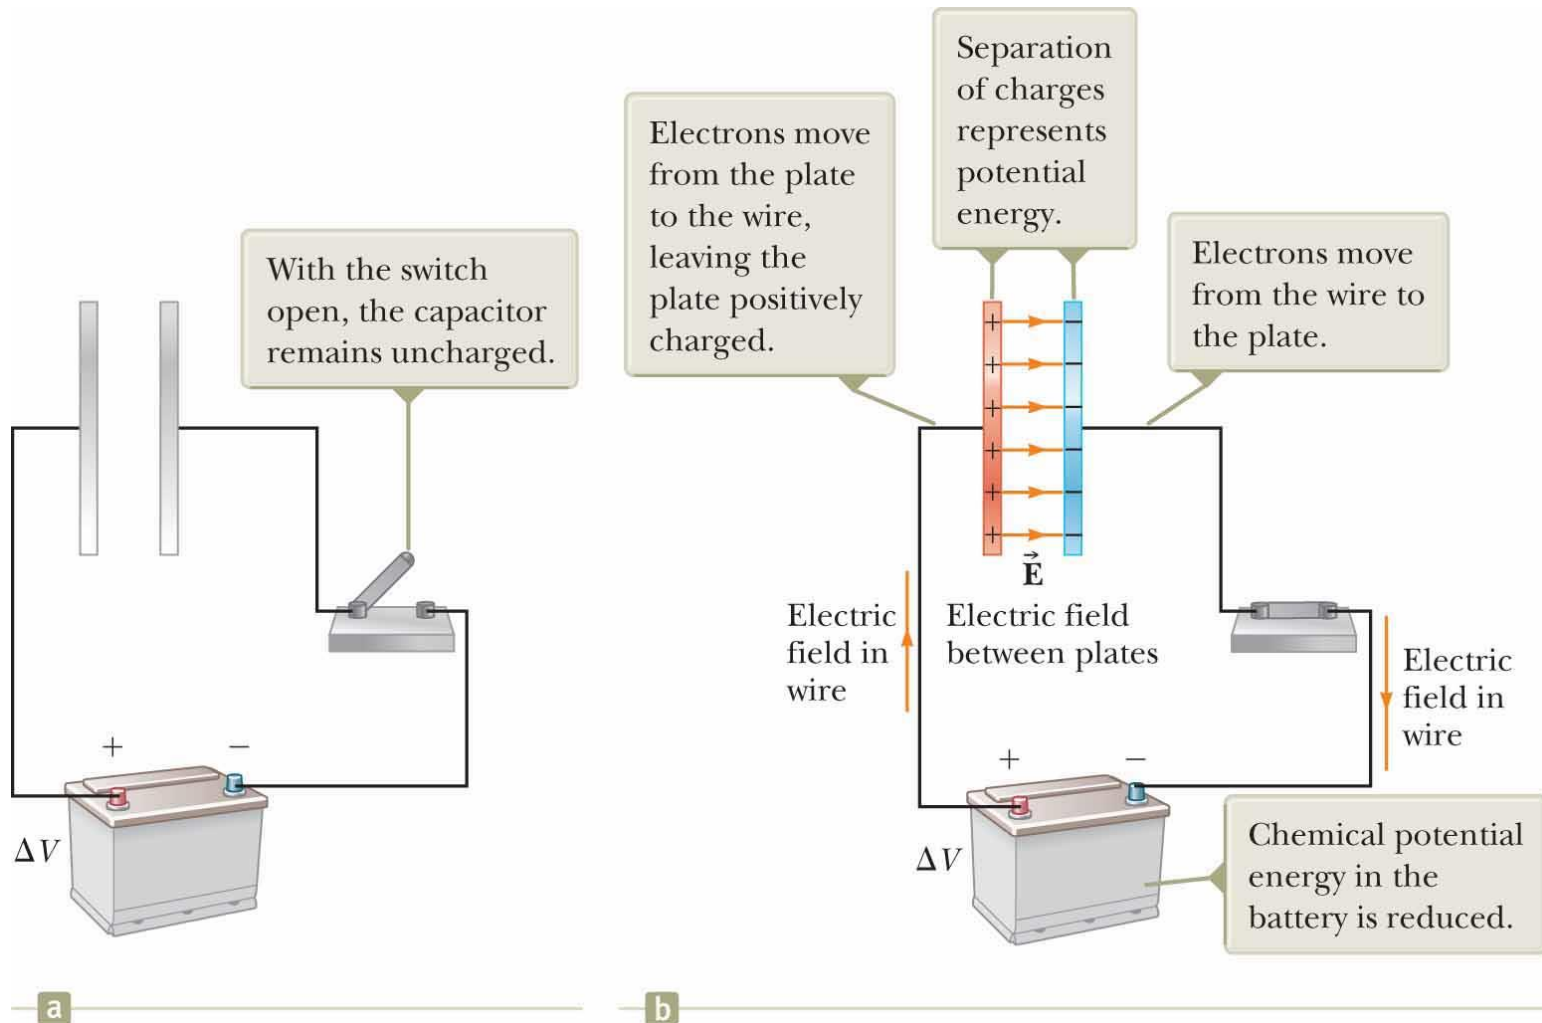 With the switch
open, the capacitor
remains uncharged.
+
−
ΔV
a
Electrons move
from the plate
to the wire,
leaving the
plate positively
charged.
Separation
of charges
represents
potential
energy.
Electrons move
from the wire to
the plate.
+ −
+ −
+ −
+ −
+ −
+ −
E
Electric field
between plates
Electric
field in
wire
Electric
field in
wire
+
−
ΔV
Chemical potential
energy in the
battery is reduced.
b